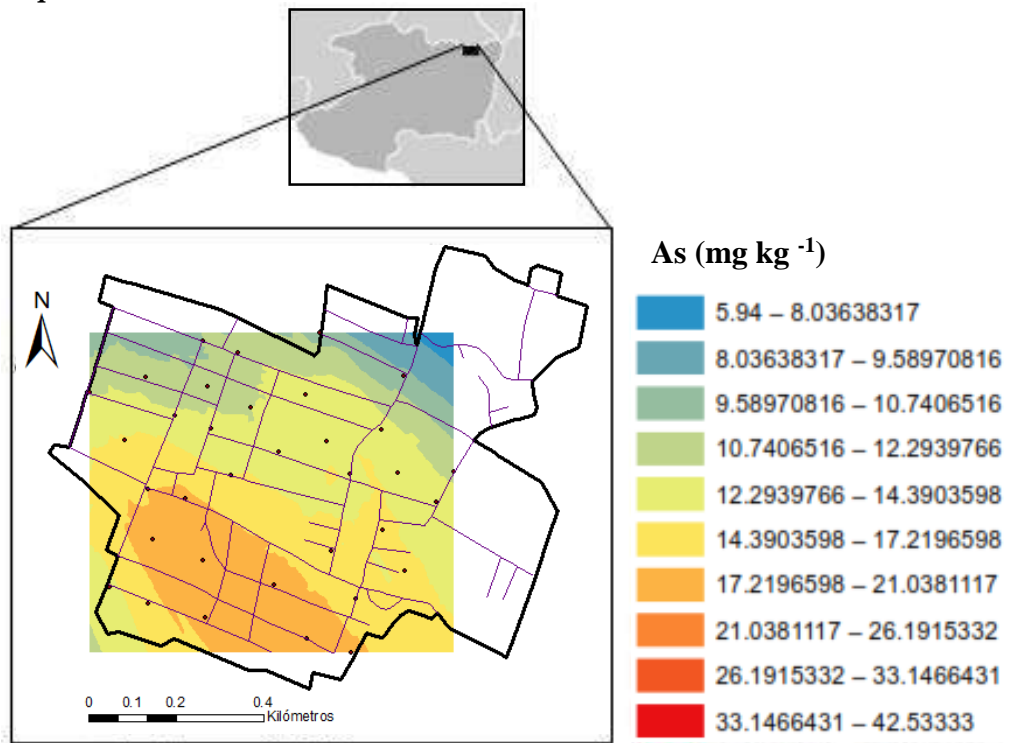 As (mg kg -1)
N
5.94 – 8.03638317
8.03638317 – 9.58970816
9.58970816 – 10.7406516
10.7406516 – 12.2939766
12.2939766 – 14.3903598
14.3903598 – 17.2196598
17.2196598 – 21.0381117
21.0381117 – 26.1915332
26.1915332 – 33.1466431
33.1466431 – 42.53333
0 0.1 0.2 0.4
Kilómetros